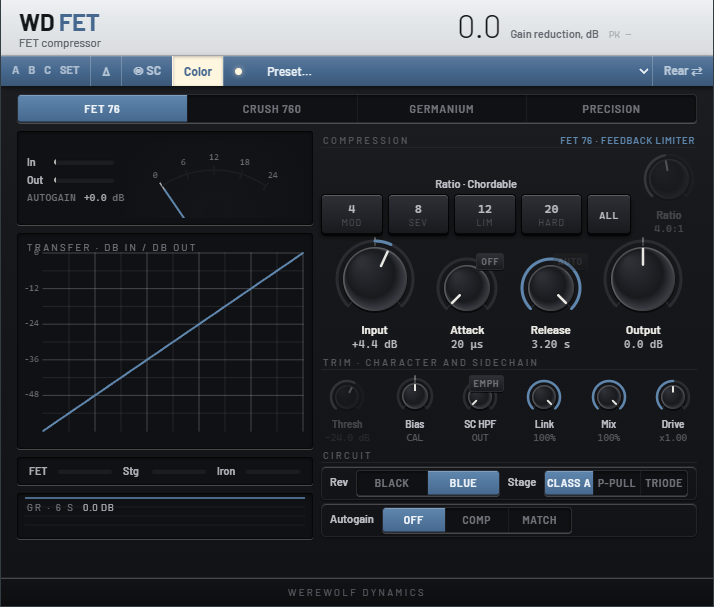 WD FET
FET compressor
0.0 Gain reduction, dB PK –
A B C SET Δ SC Color Preset... Rear ⇄
FET 76 CRUSH 760 GERMANIUM PRECISION
In
Out
AUTOGAIN +0.0 dB
0 6 12 18 24
COMPRESSION FET 76 · FEEDBACK LIMITER
Ratio · Chordable
4 MOD
8 SEV
12 LIM
20 HARD
ALL
Ratio
4.0:1
TRANSFER · DB IN / DB OUT
0
-12
-24
-36
-48
OFF AUTO
Input Attack Release Output
+4.4 dB 20 µs 3.20 s 0.0 dB
TRIM · CHARACTER AND SIDECHAIN
EMPH
Thresh Bias SC HPF Link Mix Drive
-24.0 dB CAL OUT 100% 100% x1.00
CIRCUIT
FET Stg Iron
Rev BLACK BLUE Stage CLASS A P-PULL TRIODE
GR · 6 S 0.0 DB
Autogain OFF COMP MATCH
WEREWOLF DYNAMICS